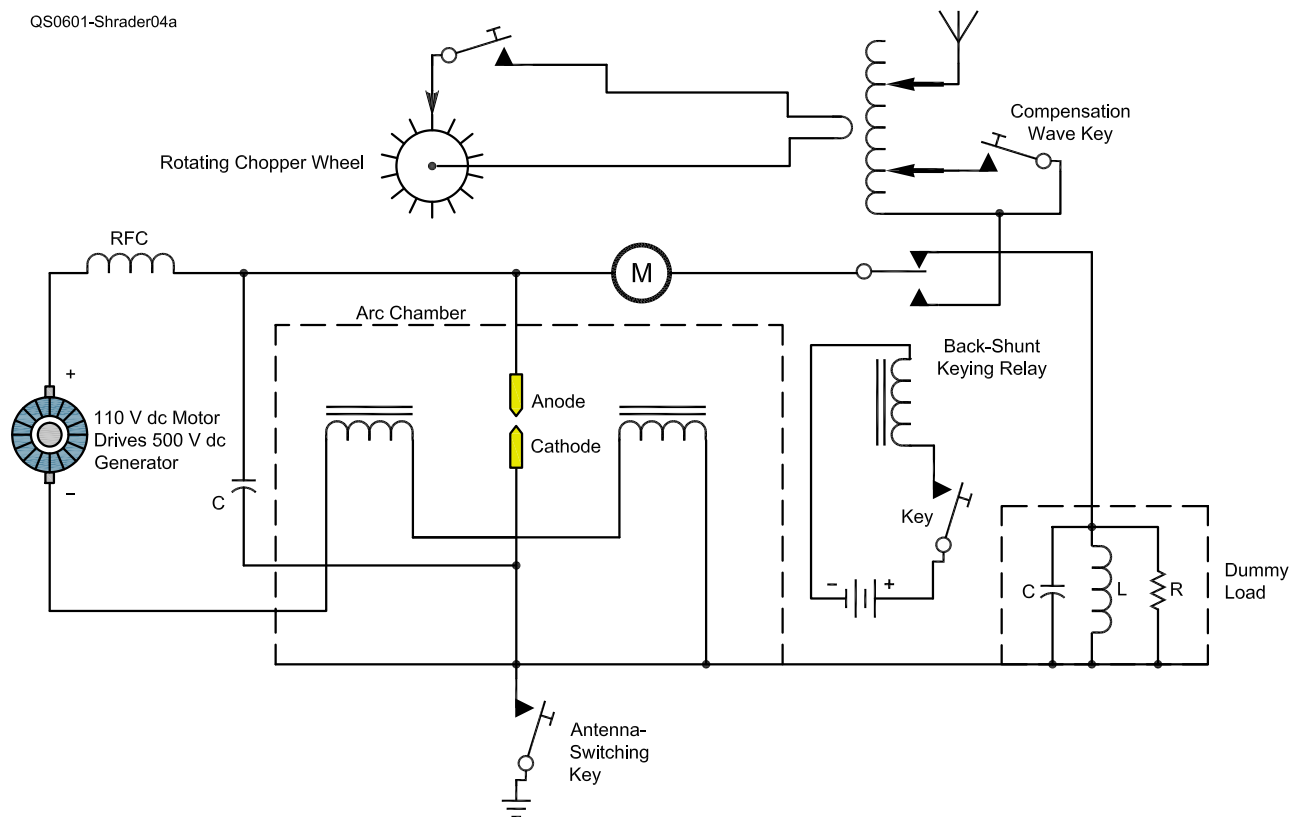 QS0601-Shrader04a
Compensation
Wave Key
Rotating Chopper Wheel
RFC
M
Arc Chamber
Back-Shunt
Keying Relay
+
110 V dc Motor
Drives 500 V dc
Generator
–
Anode
Cathode
C
Key
- +
C L R
Dummy
Load
Antenna-
Switching
Key